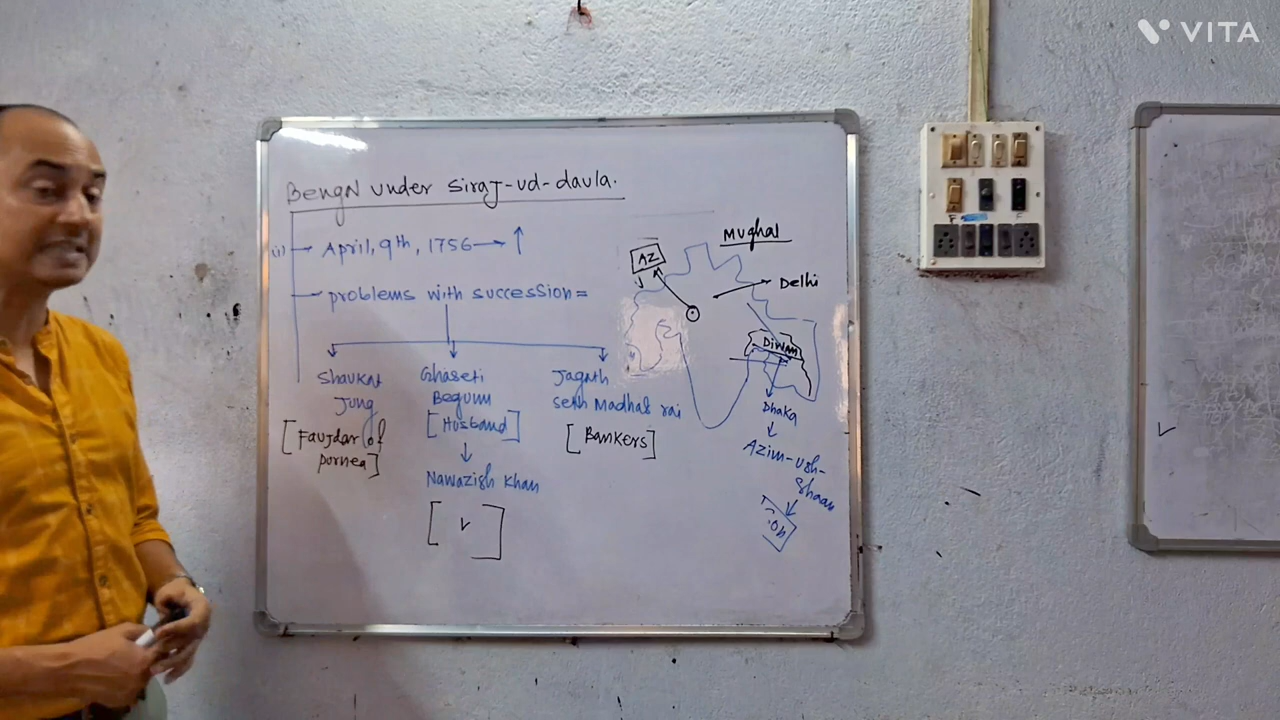 VITA
Bengal under Siraj-ud-daula.
(i) → April, 9th, 1756 → ↑
→ problems with succession =
Shaukat
Jung
[Faujdar of
purnea]
Ghaseti
Begum
[Husband]
Nawazish Khan
[✓]
Jagath
seth Madhab rai
[Bankers]
Mughal
AZ
J
Delhi
Diwan
Dhaka
Azim-ush-
Shaan